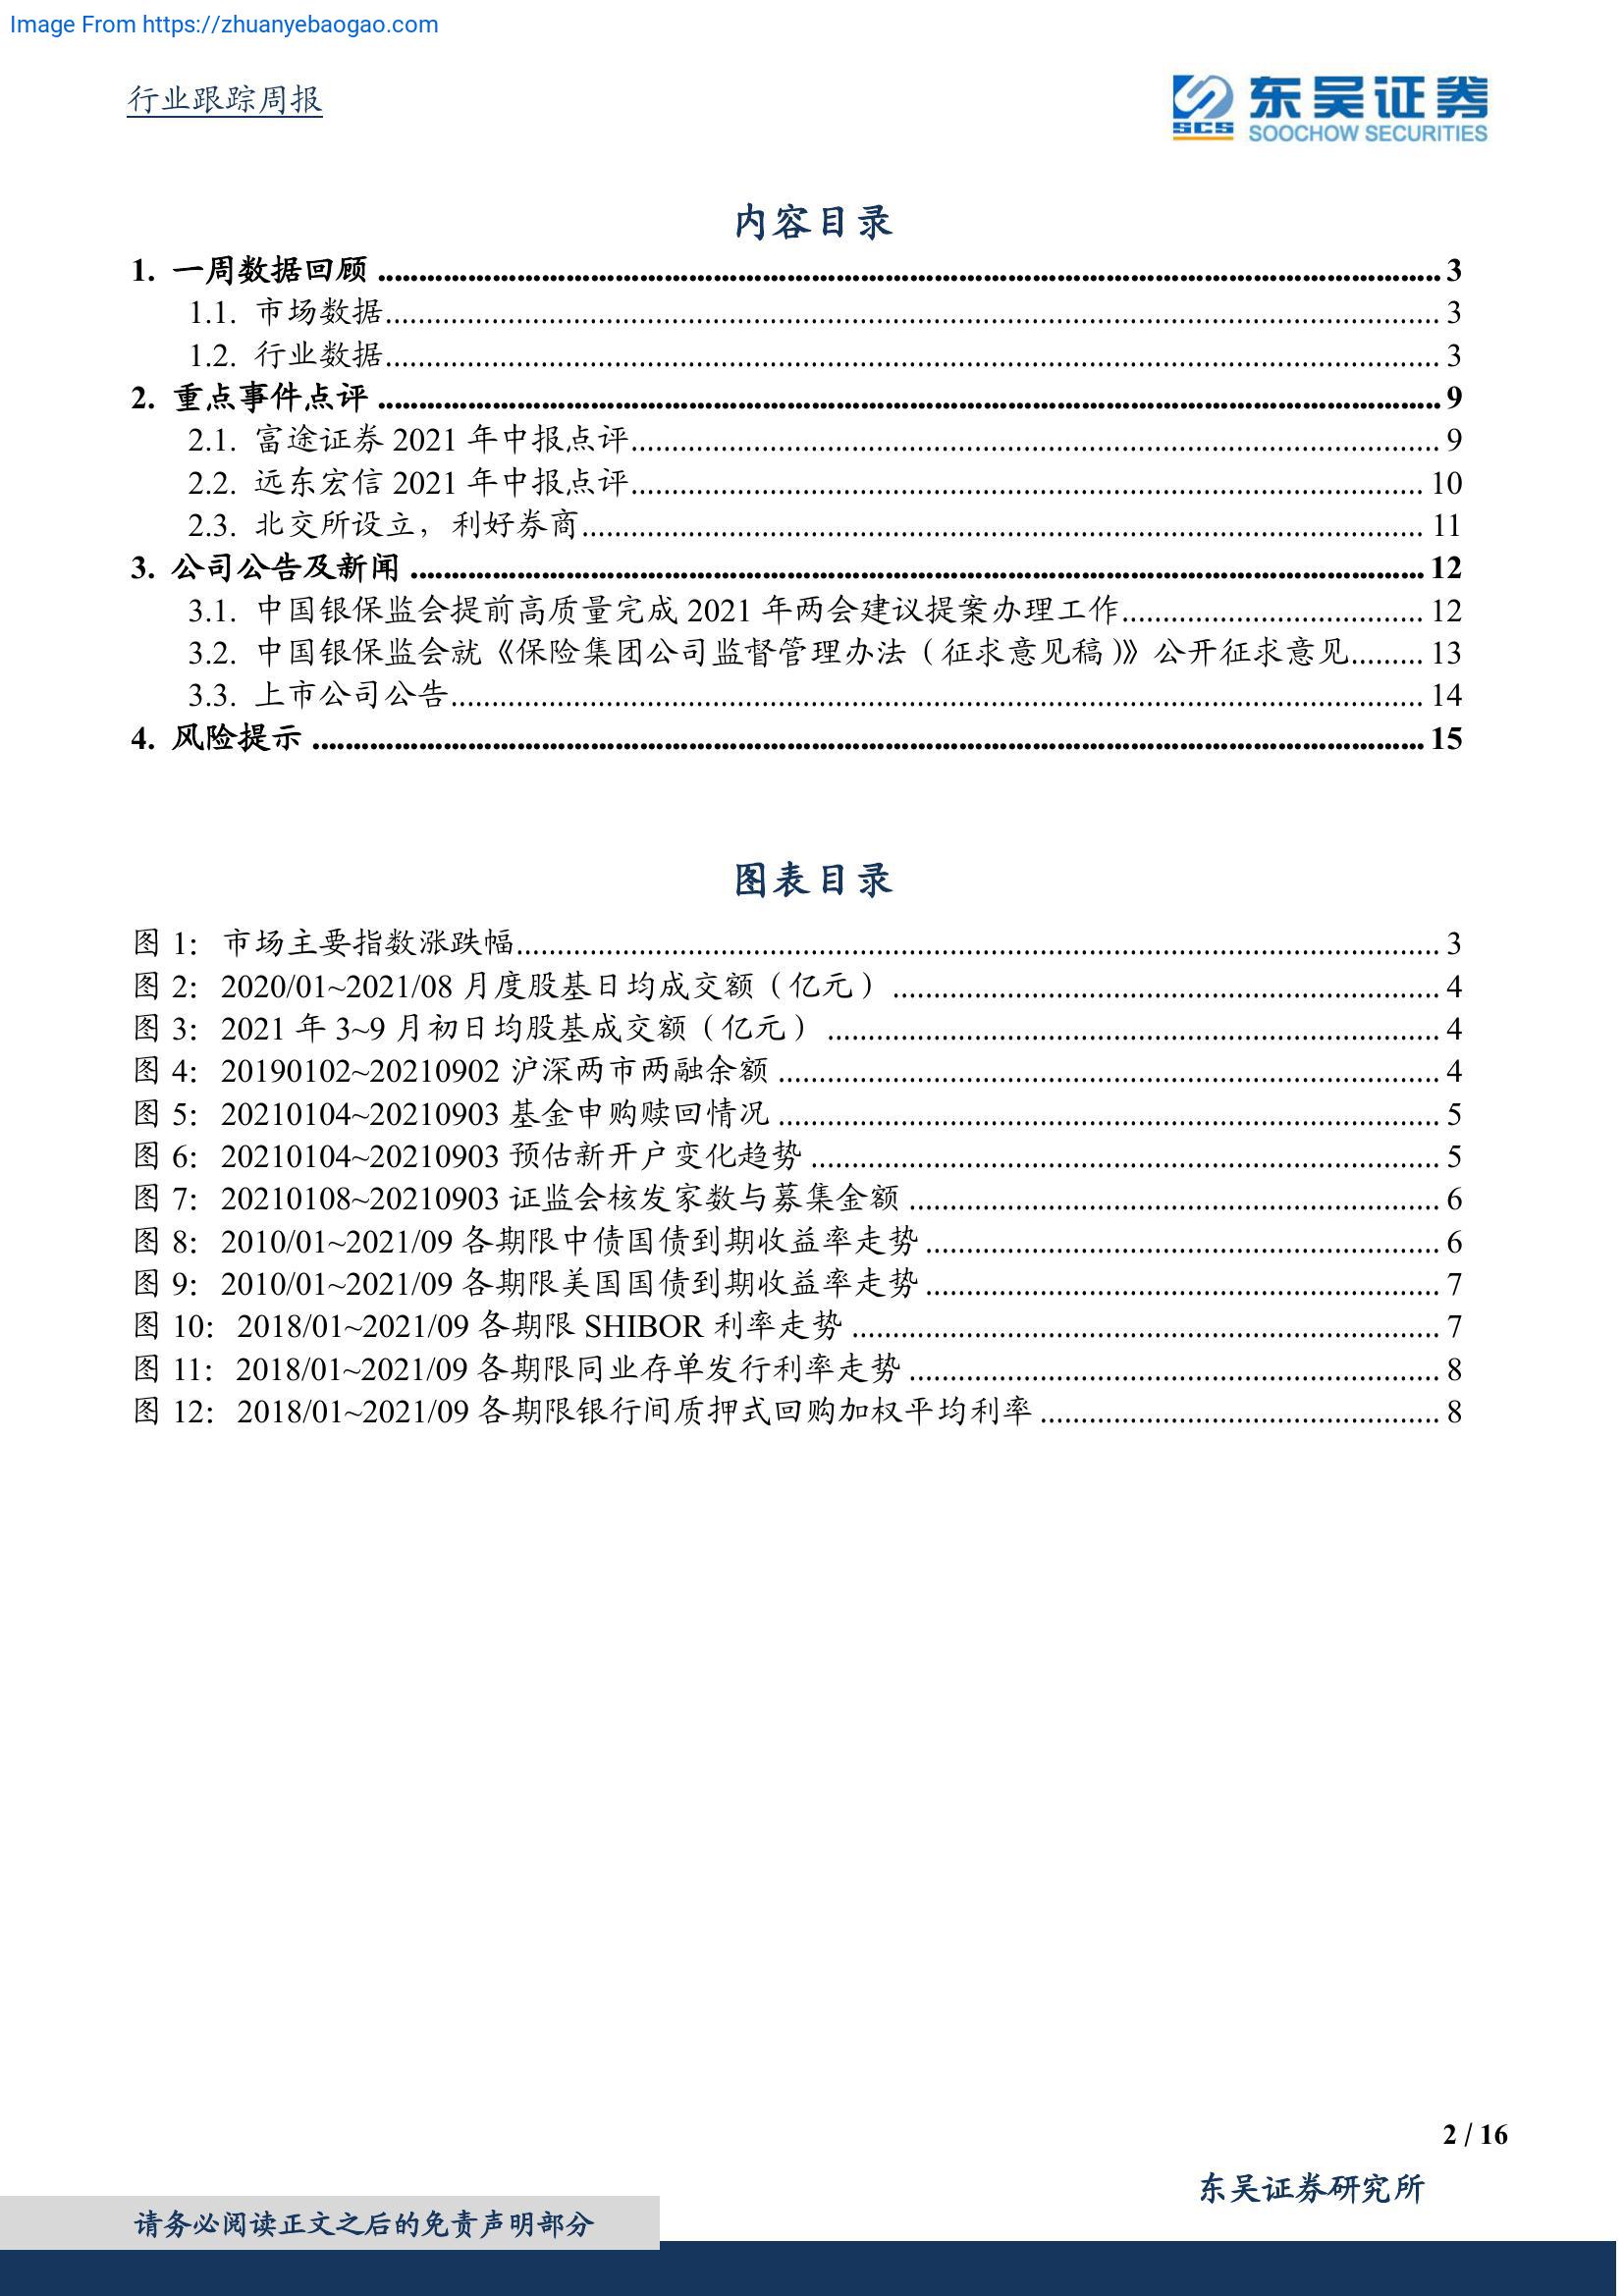 Image From https://zhuanyebaogao.com
行业跟踪周报
东吴证券
SCS
SOOCHOW SECURITIES
内容目录
1. 一周数据回顾 ........ 3
1.1. 市场数据........ 3
1.2. 行业数据........ 3
2. 重点事件点评 ........ 9
2.1. 富途证券 2021 年中报点评........ 9
2.2. 远东宏信 2021 年中报点评........ 10
2.3. 北交所设立，利好券商........ 11
3. 公司公告及新闻 ........ 12
3.1. 中国银保监会提前高质量完成 2021 年两会建议提案办理工作........ 12
3.2. 中国银保监会就《保险集团公司监督管理办法（征求意见稿）》公开征求意见......... 13
3.3. 上市公司公告........ 14
4. 风险提示 ........ 15
图表目录
图 1： 市场主要指数涨跌幅........ 3
图 2： 2020/01~2021/08 月度股基日均成交额（亿元） ........ 4
图 3： 2021 年 3~9 月初日均股基成交额（亿元） ........ 4
图 4： 20190102~20210902 沪深两市两融余额 ........ 4
图 5： 20210104~20210903 基金申购赎回情况 ........ 5
图 6： 20210104~20210903 预估新开户变化趋势 ........ 5
图 7： 20210108~20210903 证监会核发家数与募集金额 ........ 6
图 8： 2010/01~2021/09 各期限中债国债到期收益率走势 ........ 6
图 9： 2010/01~2021/09 各期限美国国债到期收益率走势 ........ 7
图 10： 2018/01~2021/09 各期限 SHIBOR 利率走势 ........ 7
图 11： 2018/01~2021/09 各期限同业存单发行利率走势 ........ 8
图 12： 2018/01~2021/09 各期限银行间质押式回购加权平均利率 ........ 8
2 / 16
东吴证券研究所
请务必阅读正文之后的免责声明部分